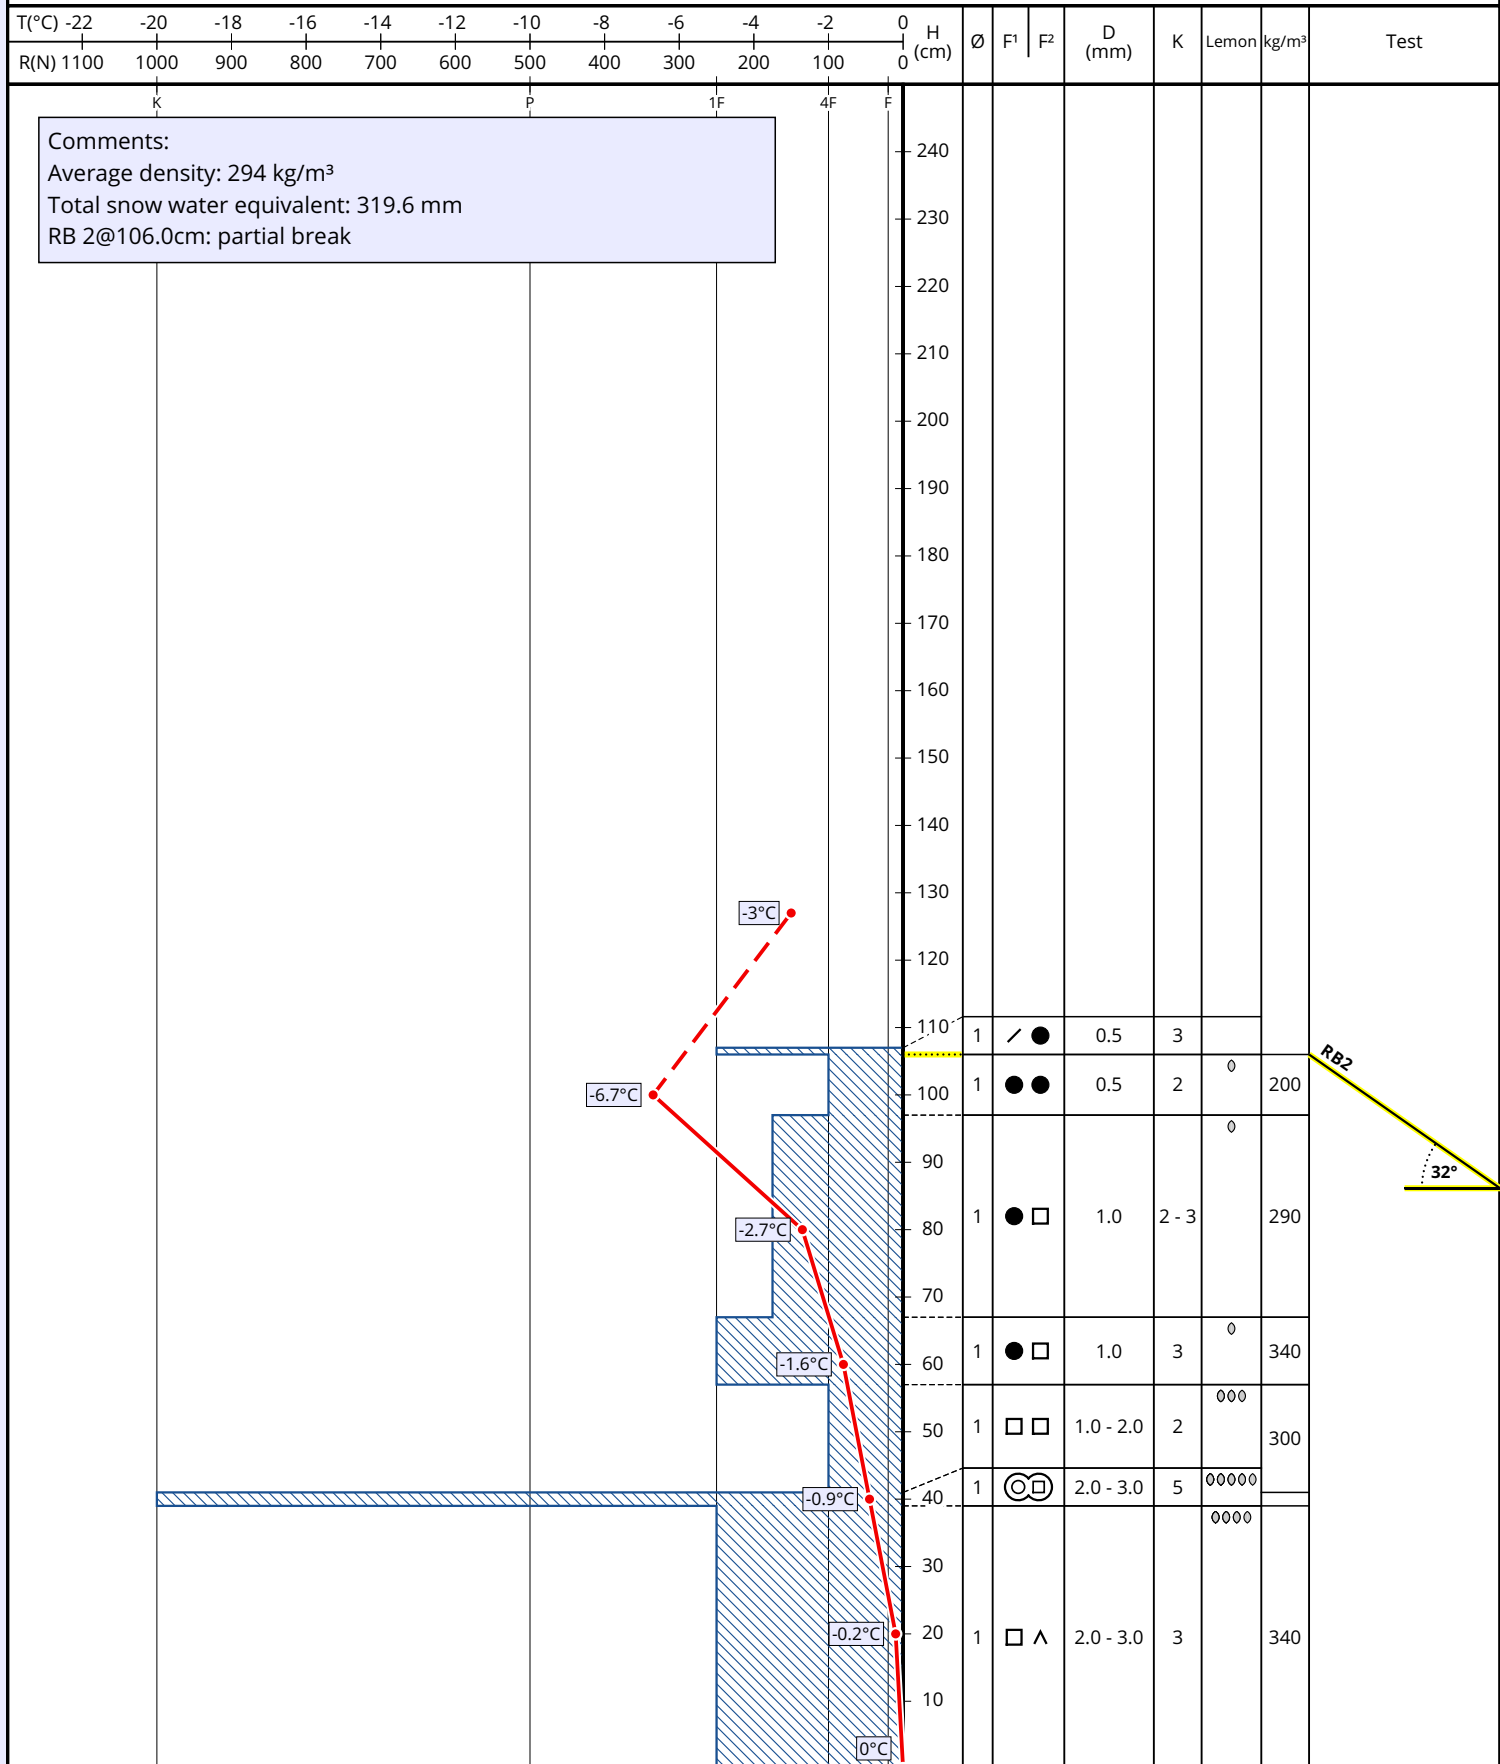 T(°C) -22 -20 -18 -16 -14 -12 -10 -8 -6 -4 -2 0
R(N) 1100 1000 900 800 700 600 500 400 300 200 100 0
H (cm) Ø F¹ F² D (mm) K Lemon kg/m³ Test
K P 1F 4F F
Comments:
Average density: 294 kg/m³
Total snow water equivalent: 319.6 mm
RB 2@106.0cm: partial break
240
230
220
210
200
190
180
170
160
150
140
130
-3°C
120
110
1 0.5 3
RB2
-6.7°C 100
1 0.5 2 200
90
32°
1 1.0 2 - 3 290
-2.7°C 80
70
1 1.0 3 340
-1.6°C 60
50
1 1.0 - 2.0 2 300
1 2.0 - 3.0 5
-0.9°C 40
30
-0.2°C 20
1 2.0 - 3.0 3 340
10
0°C